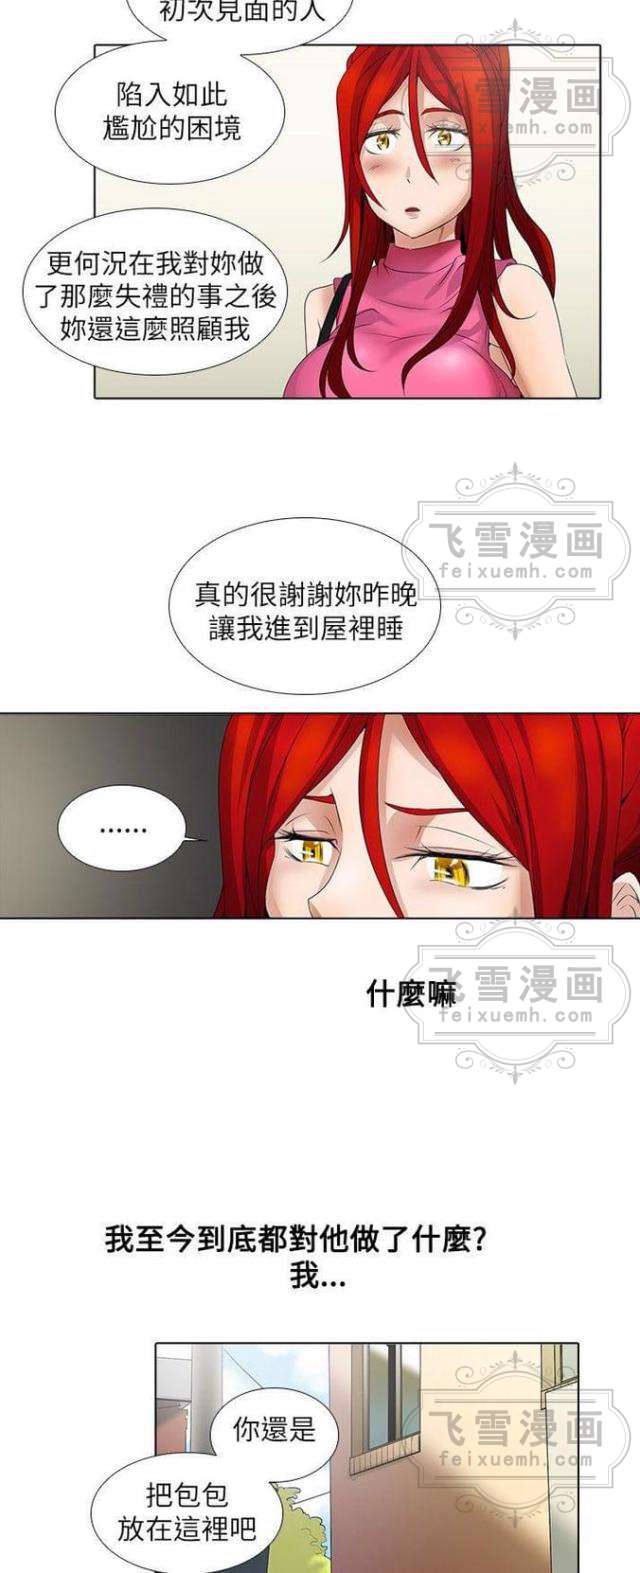 初次見面的人
陷入如此
尷尬的困境
更何況在我對妳做
了那麼失禮的事之後
妳還這麼照顧我
飞雪漫画
feixuemh.com
飞雪漫画
feixuemh.com
真的很謝謝妳昨晚
讓我進到屋裡睡
......
什麼嘛
飞雪漫画
feixuemh.com
我至今到底都對他做了什麼?
我...
你還是
把包包
放在這裡吧
飞雪漫画
feixuemh.com